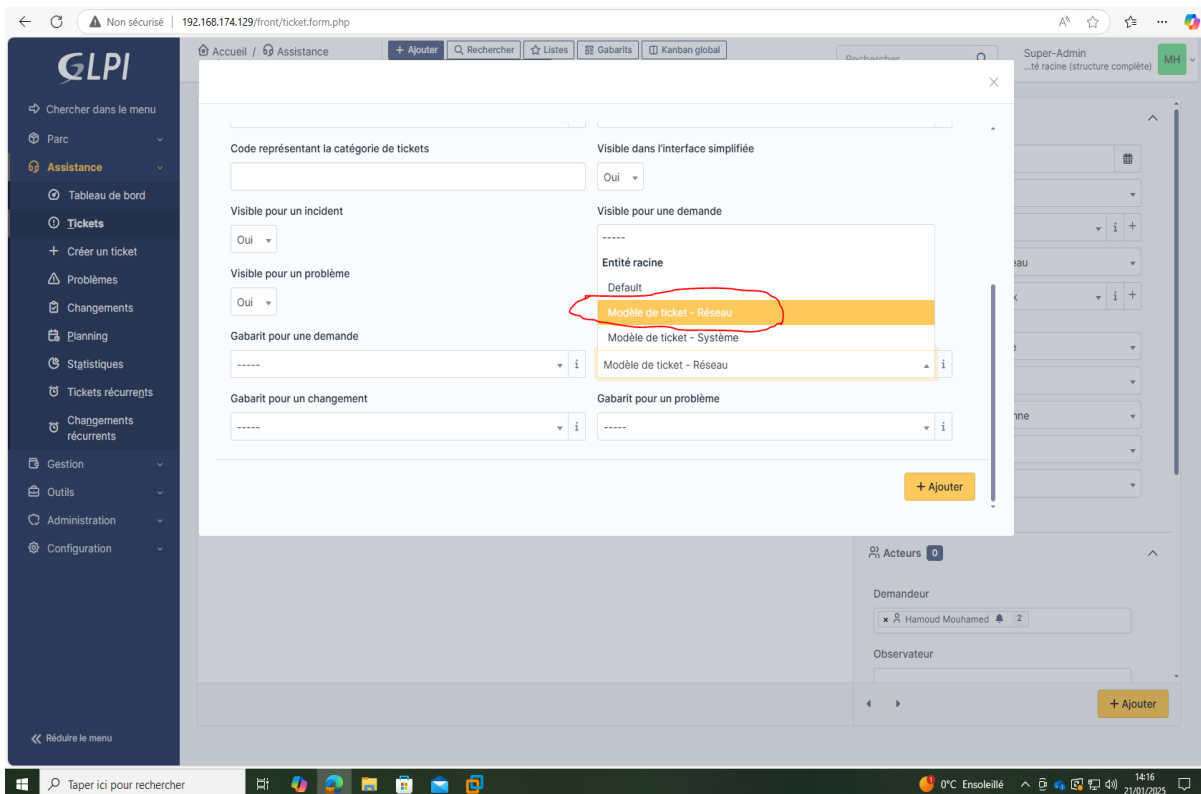 Non sécurisé | 192.168.174.129/front/ticket.form.php
GLPI
Accueil / Assistance
+ Ajouter
Rechercher
Listes
Gabarits
Kanban global
Rechercher
Super-Admin
...té racine (structure complète)
MH
Chercher dans le menu
Parc
Assistance
Tableau de bord
Tickets
Créer un ticket
Problèmes
Changements
Planning
Statistiques
Tickets récurrents
Changements
récurrents
Gestion
Outils
Administration
Configuration
Réduire le menu
Code représentant la catégorie de tickets
Visible dans l'interface simplifiée
Oui
Visible pour un incident
Visible pour une demande
Oui
-----
Entité racine
Visible pour un problème
Default
Oui
Modèle de ticket - Réseau
Modèle de ticket - Système
Gabarit pour une demande
-----
i
Modèle de ticket - Réseau
i
Gabarit pour un changement
Gabarit pour un problème
-----
i
-----
i
+ Ajouter
i +
eau
i +
nne
Acteurs 0
Demandeur
× Hamoud Mouhamed 2
Observateur
+ Ajouter
Taper ici pour rechercher
0°C Ensoleillé
14:16
21/01/2025